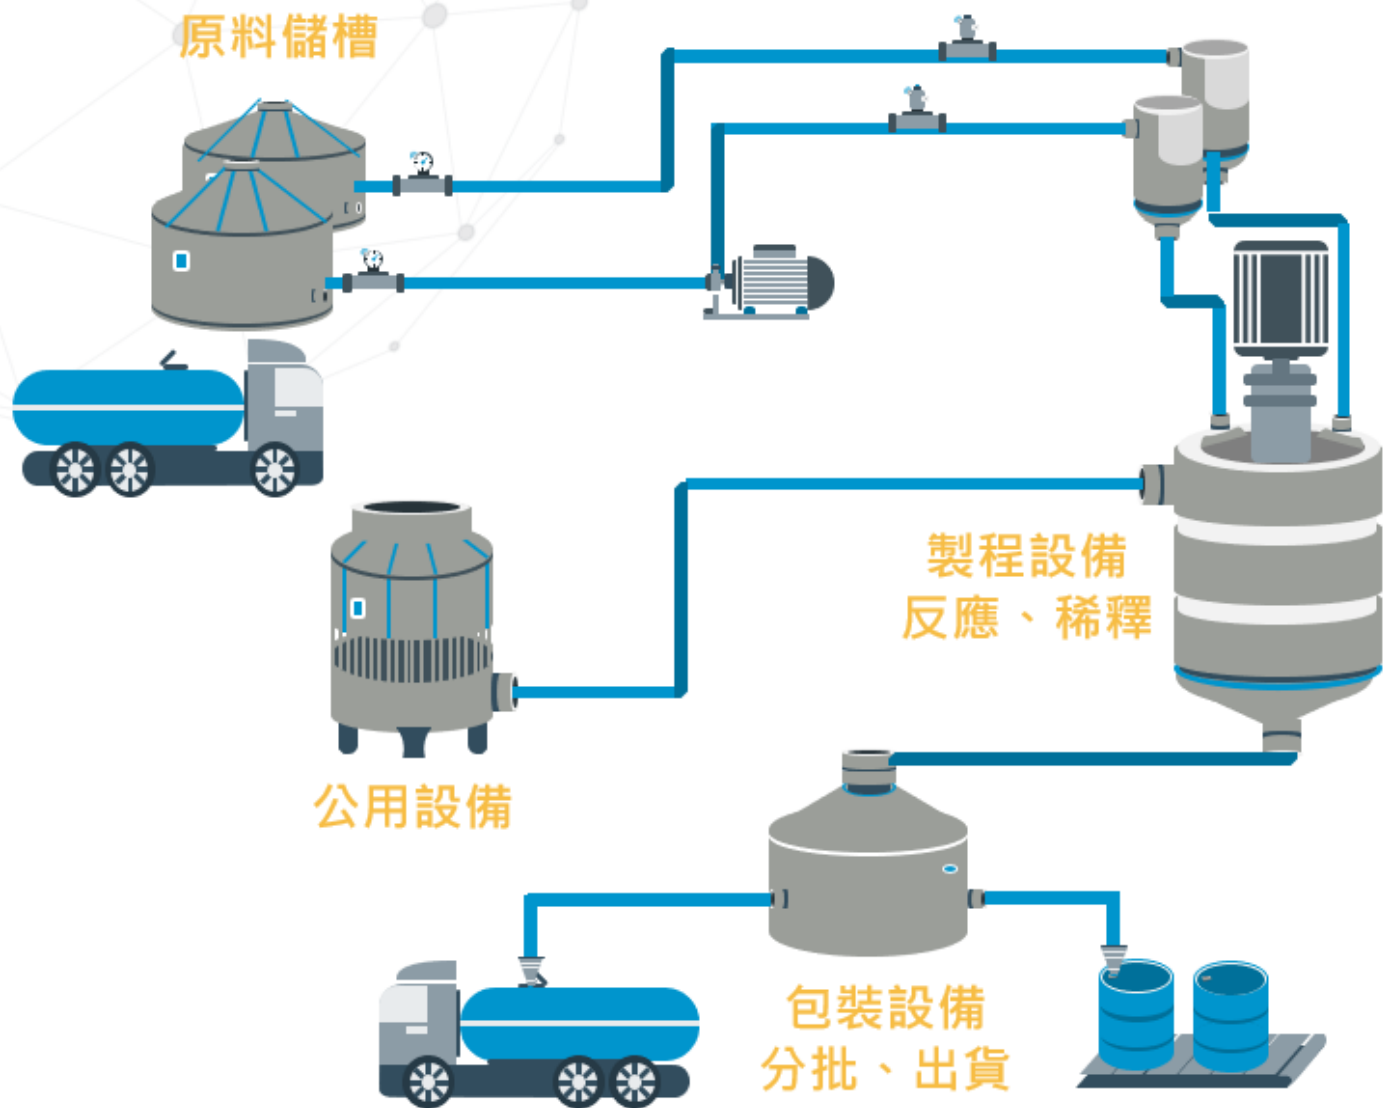 原料儲槽
製程設備
反應、稀釋
公用設備
包裝設備
分批、出貨